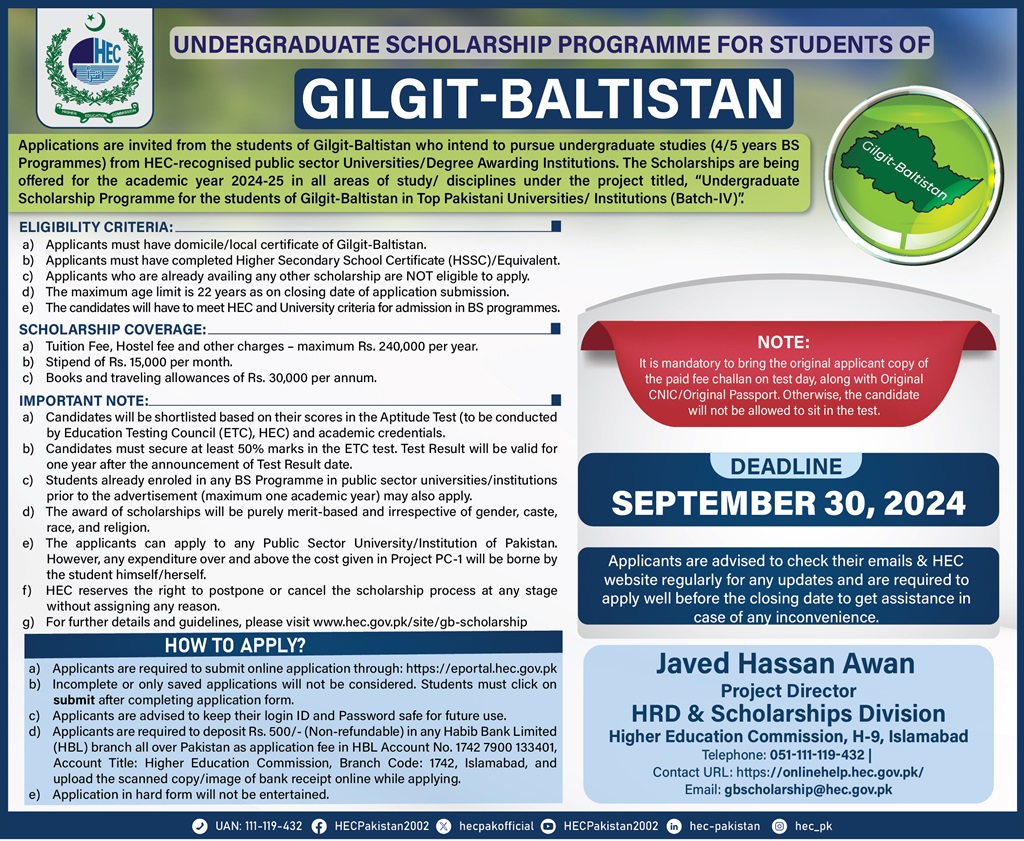 HEC
HIGHER EDUCATION COMMISSION
UNDERGRADUATE SCHOLARSHIP PROGRAMME FOR STUDENTS OF
GILGIT-BALTISTAN
Applications are invited from the students of Gilgit-Baltistan who intend to pursue undergraduate studies (4/5 years BS
Programmes) from HEC-recognised public sector Universities/Degree Awarding Institutions. The Scholarships are being
offered for the academic year 2024-25 in all areas of study/ disciplines under the project titled, “Undergraduate
Scholarship Programme for the students of Gilgit-Baltistan in Top Pakistani Universities/ Institutions (Batch-IV)”.
Gilgit-Baltistan
ELIGIBILITY CRITERIA:
a) Applicants must have domicile/local certificate of Gilgit-Baltistan.
b) Applicants must have completed Higher Secondary School Certificate (HSSC)/Equivalent.
c) Applicants who are already availing any other scholarship are NOT eligible to apply.
d) The maximum age limit is 22 years as on closing date of application submission.
e) The candidates will have to meet HEC and University criteria for admission in BS programmes.
SCHOLARSHIP COVERAGE:
a) Tuition Fee, Hostel fee and other charges – maximum Rs. 240,000 per year.
b) Stipend of Rs. 15,000 per month.
c) Books and traveling allowances of Rs. 30,000 per annum.
IMPORTANT NOTE:
a) Candidates will be shortlisted based on their scores in the Aptitude Test (to be conducted
by Education Testing Council (ETC), HEC) and academic credentials.
b) Candidates must secure at least 50% marks in the ETC test. Test Result will be valid for
one year after the announcement of Test Result date.
c) Students already enroled in any BS Programme in public sector universities/institutions
prior to the advertisement (maximum one academic year) may also apply.
d) The award of scholarships will be purely merit-based and irrespective of gender, caste,
race, and religion.
e) The applicants can apply to any Public Sector University/Institution of Pakistan.
However, any expenditure over and above the cost given in Project PC-1 will be borne by
the student himself/herself.
f) HEC reserves the right to postpone or cancel the scholarship process at any stage
without assigning any reason.
g) For further details and guidelines, please visit www.hec.gov.pk/site/gb-scholarship
HOW TO APPLY?
a) Applicants are required to submit online application through: https://eportal.hec.gov.pk
b) Incomplete or only saved applications will not be considered. Students must click on
submit after completing application form.
c) Applicants are advised to keep their login ID and Password safe for future use.
d) Applicants are required to deposit Rs. 500/- (Non-refundable) in any Habib Bank Limited
(HBL) branch all over Pakistan as application fee in HBL Account No. 1742 7900 133401,
Account Title: Higher Education Commission, Branch Code: 1742, Islamabad, and
upload the scanned copy/image of bank receipt online while applying.
e) Application in hard form will not be entertained.
NOTE:
It is mandatory to bring the original applicant copy of
the paid fee challan on test day, along with Original
CNIC/Original Passport. Otherwise, the candidate
will not be allowed to sit in the test.
DEADLINE
SEPTEMBER 30, 2024
Applicants are advised to check their emails & HEC
website regularly for any updates and are required to
apply well before the closing date to get assistance in
case of any inconvenience.
Javed Hassan Awan
Project Director
HRD & Scholarships Division
Higher Education Commission, H-9, Islamabad
Telephone: 051-111-119-432 |
Contact URL: https://onlinehelp.hec.gov.pk/
Email: gbscholarship@hec.gov.pk
UAN: 111-119-432 HECPakistan2002 hecpakofficial HECPakistan2002 hec-pakistan hec_pk